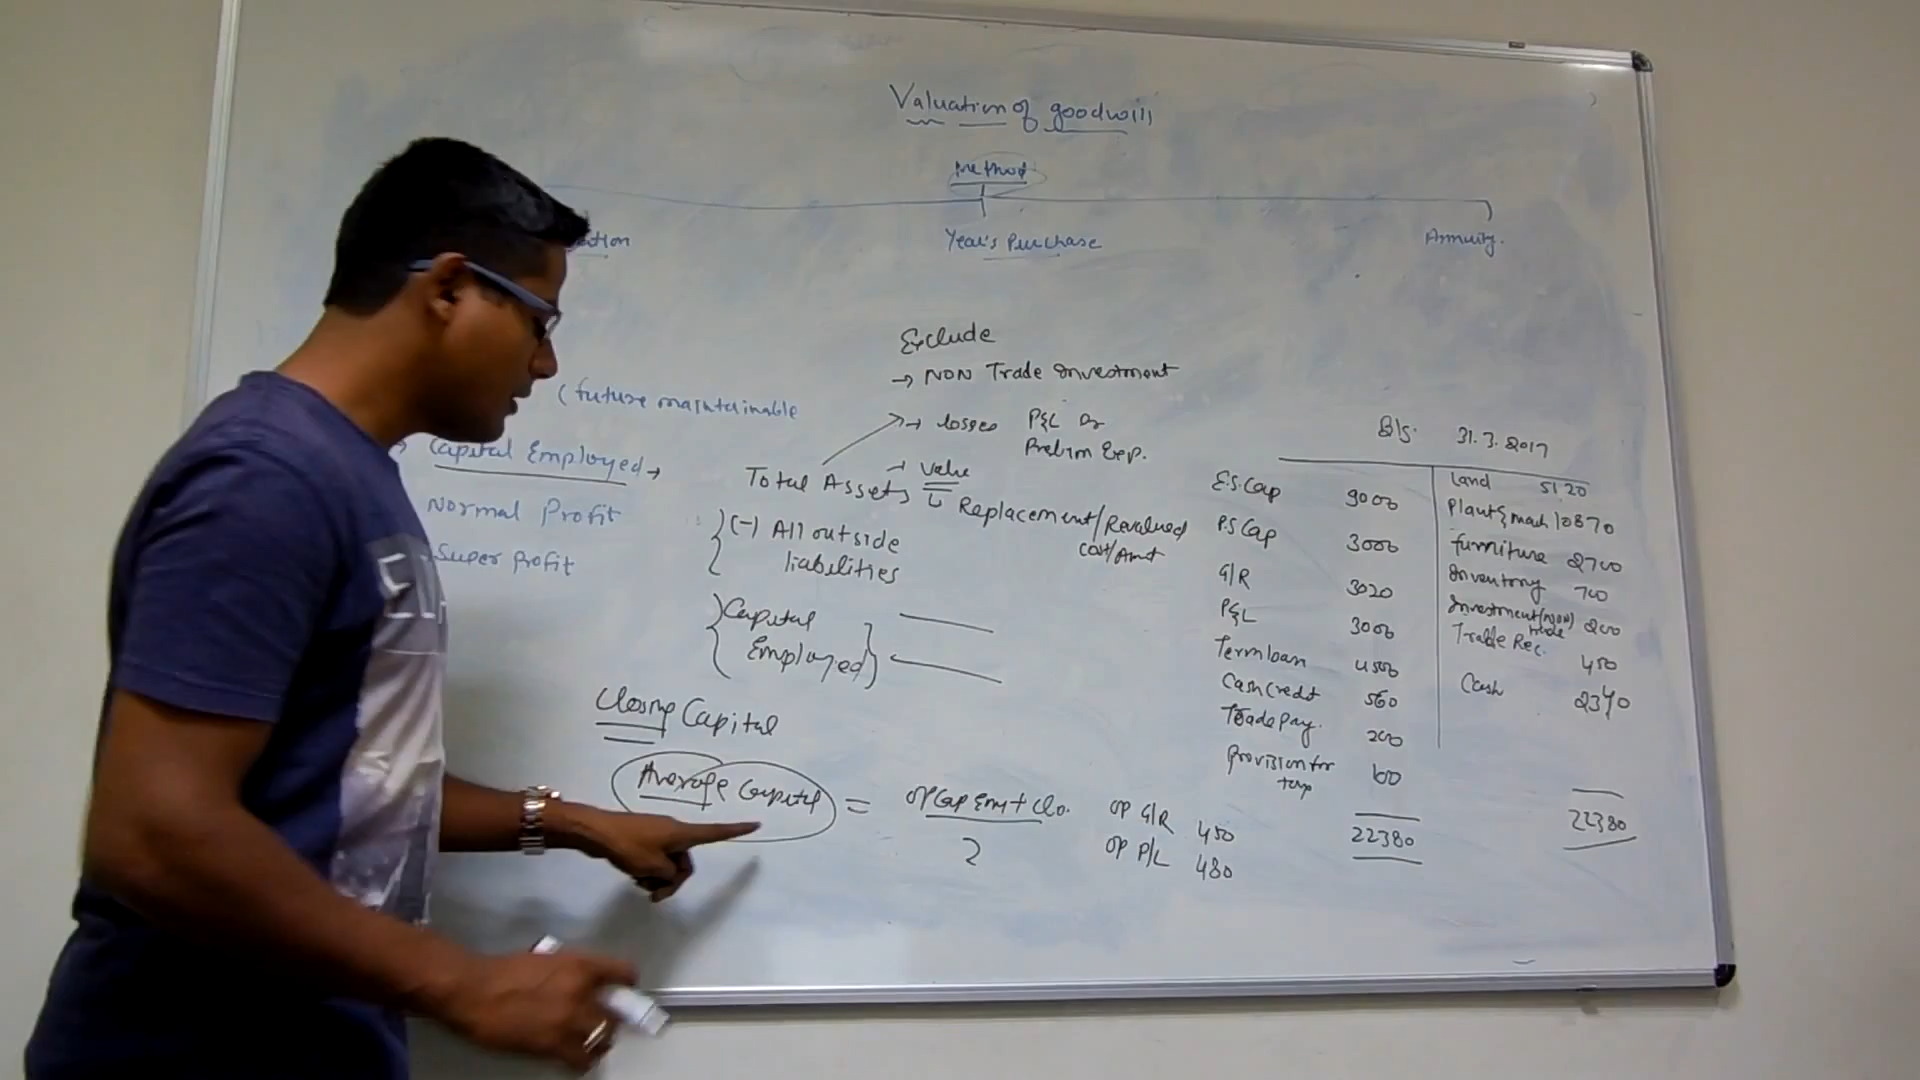 Valuation of goodwill
Method
Year's Purchase
Annuity.
Exclude
→ NON Trade Investment
→ losses P&L Dr
Prelim Exp.
(future maintainable
Capital Employed →
Normal Profit
Super Profit
Total Assets → Value
↳ Replacement/Revalued
cost/Amt
(-) All outside
liabilities
Capital
Employed
Closing Capital
Average Capital = op Cap Em + Clo.
2
op G/R 450
op P/L 480
B/S. 31.3.2017
E.S. Cap 9000
P.S Cap 3000
G/R 3020
P&L 3000
Term loan 4500
Cash Credit 560
Trade Pay. 200
Provision for
tax 100
22380
Land 5120
Plant & mach 10870
furniture 2700
Inventory 700
Investment (NON
trade) 200
Trade Rec. 450
Cash 2340
22380